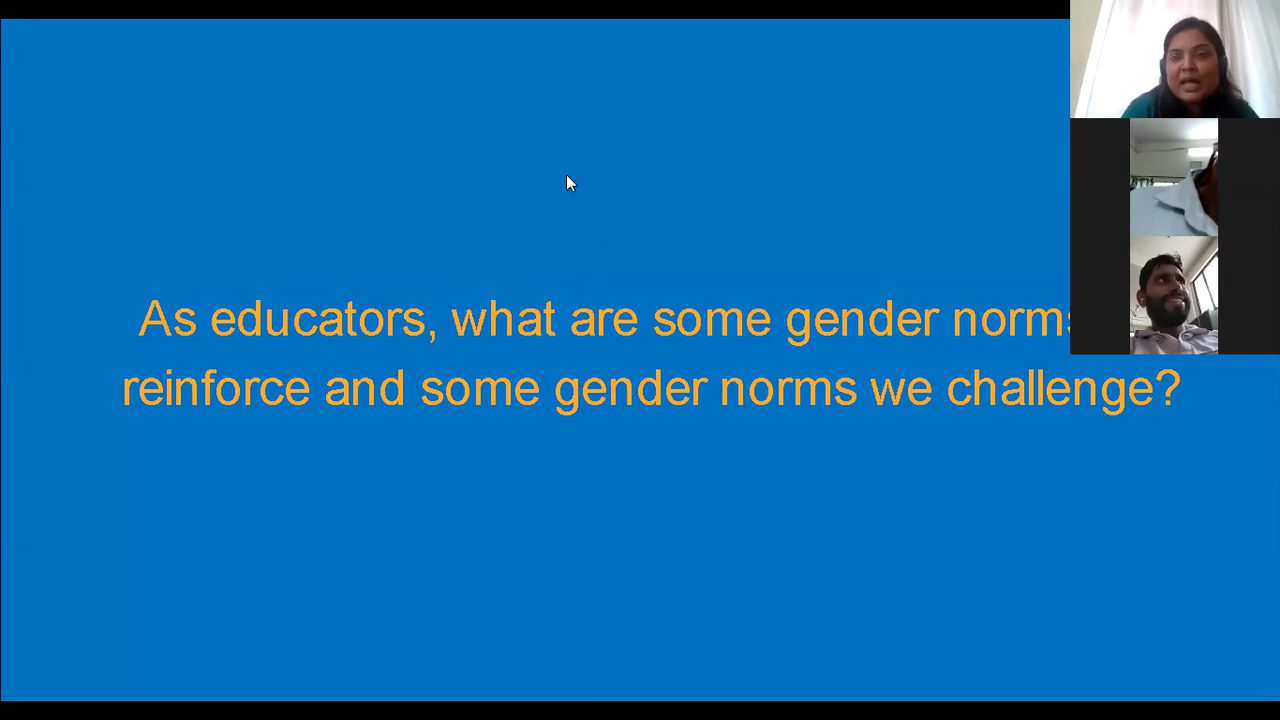 As educators, what are some gender norms
reinforce and some gender norms we challenge?